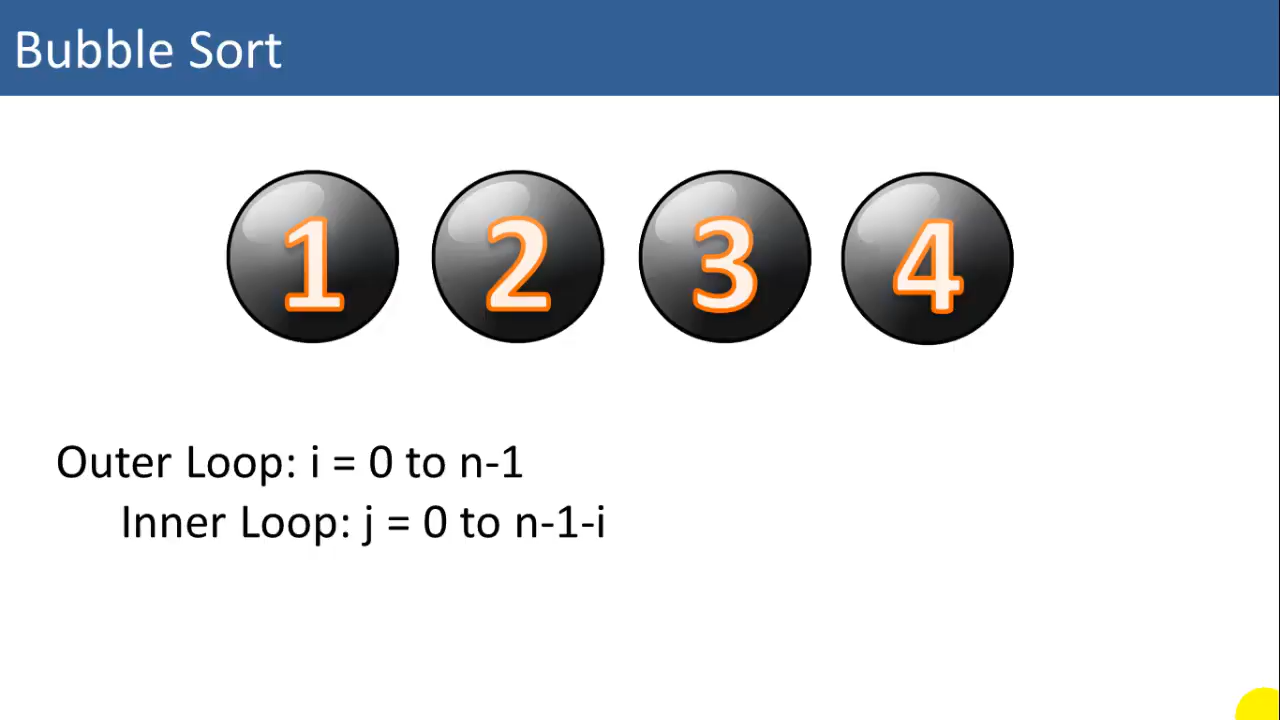 Bubble Sort
1 2 3 4
Outer Loop: i = 0 to n-1
Inner Loop: j = 0 to n-1-i